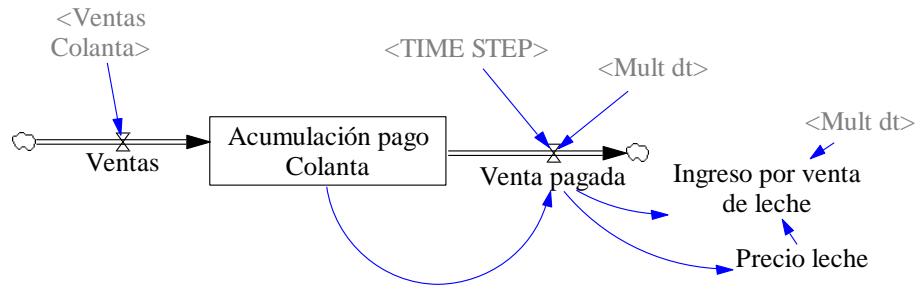 <Ventas
Colanta>
<TIME STEP>
<Mult dt>
<Mult dt>
Acumulación pago
Colanta
Ventas
Venta pagada
Ingreso por venta
de leche
Precio leche